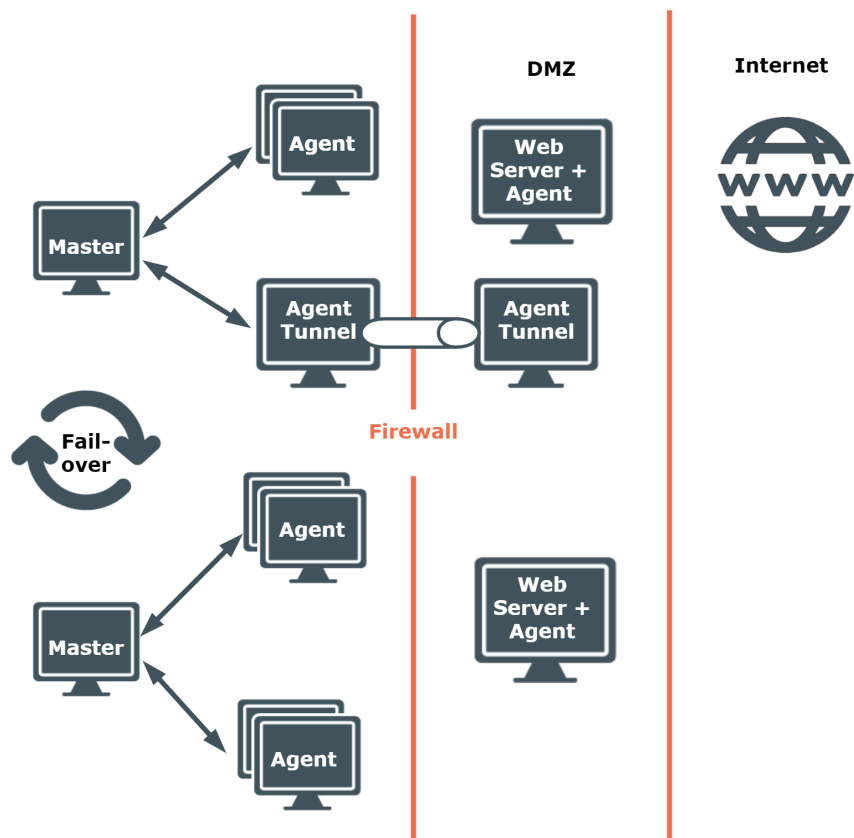 DMZ
Internet
Agent
Web
Server +
Agent
WWW
Master
Agent
Tunnel
Agent
Tunnel
Firewall
Fail-
over
Agent
Web
Server +
Agent
Master
Agent